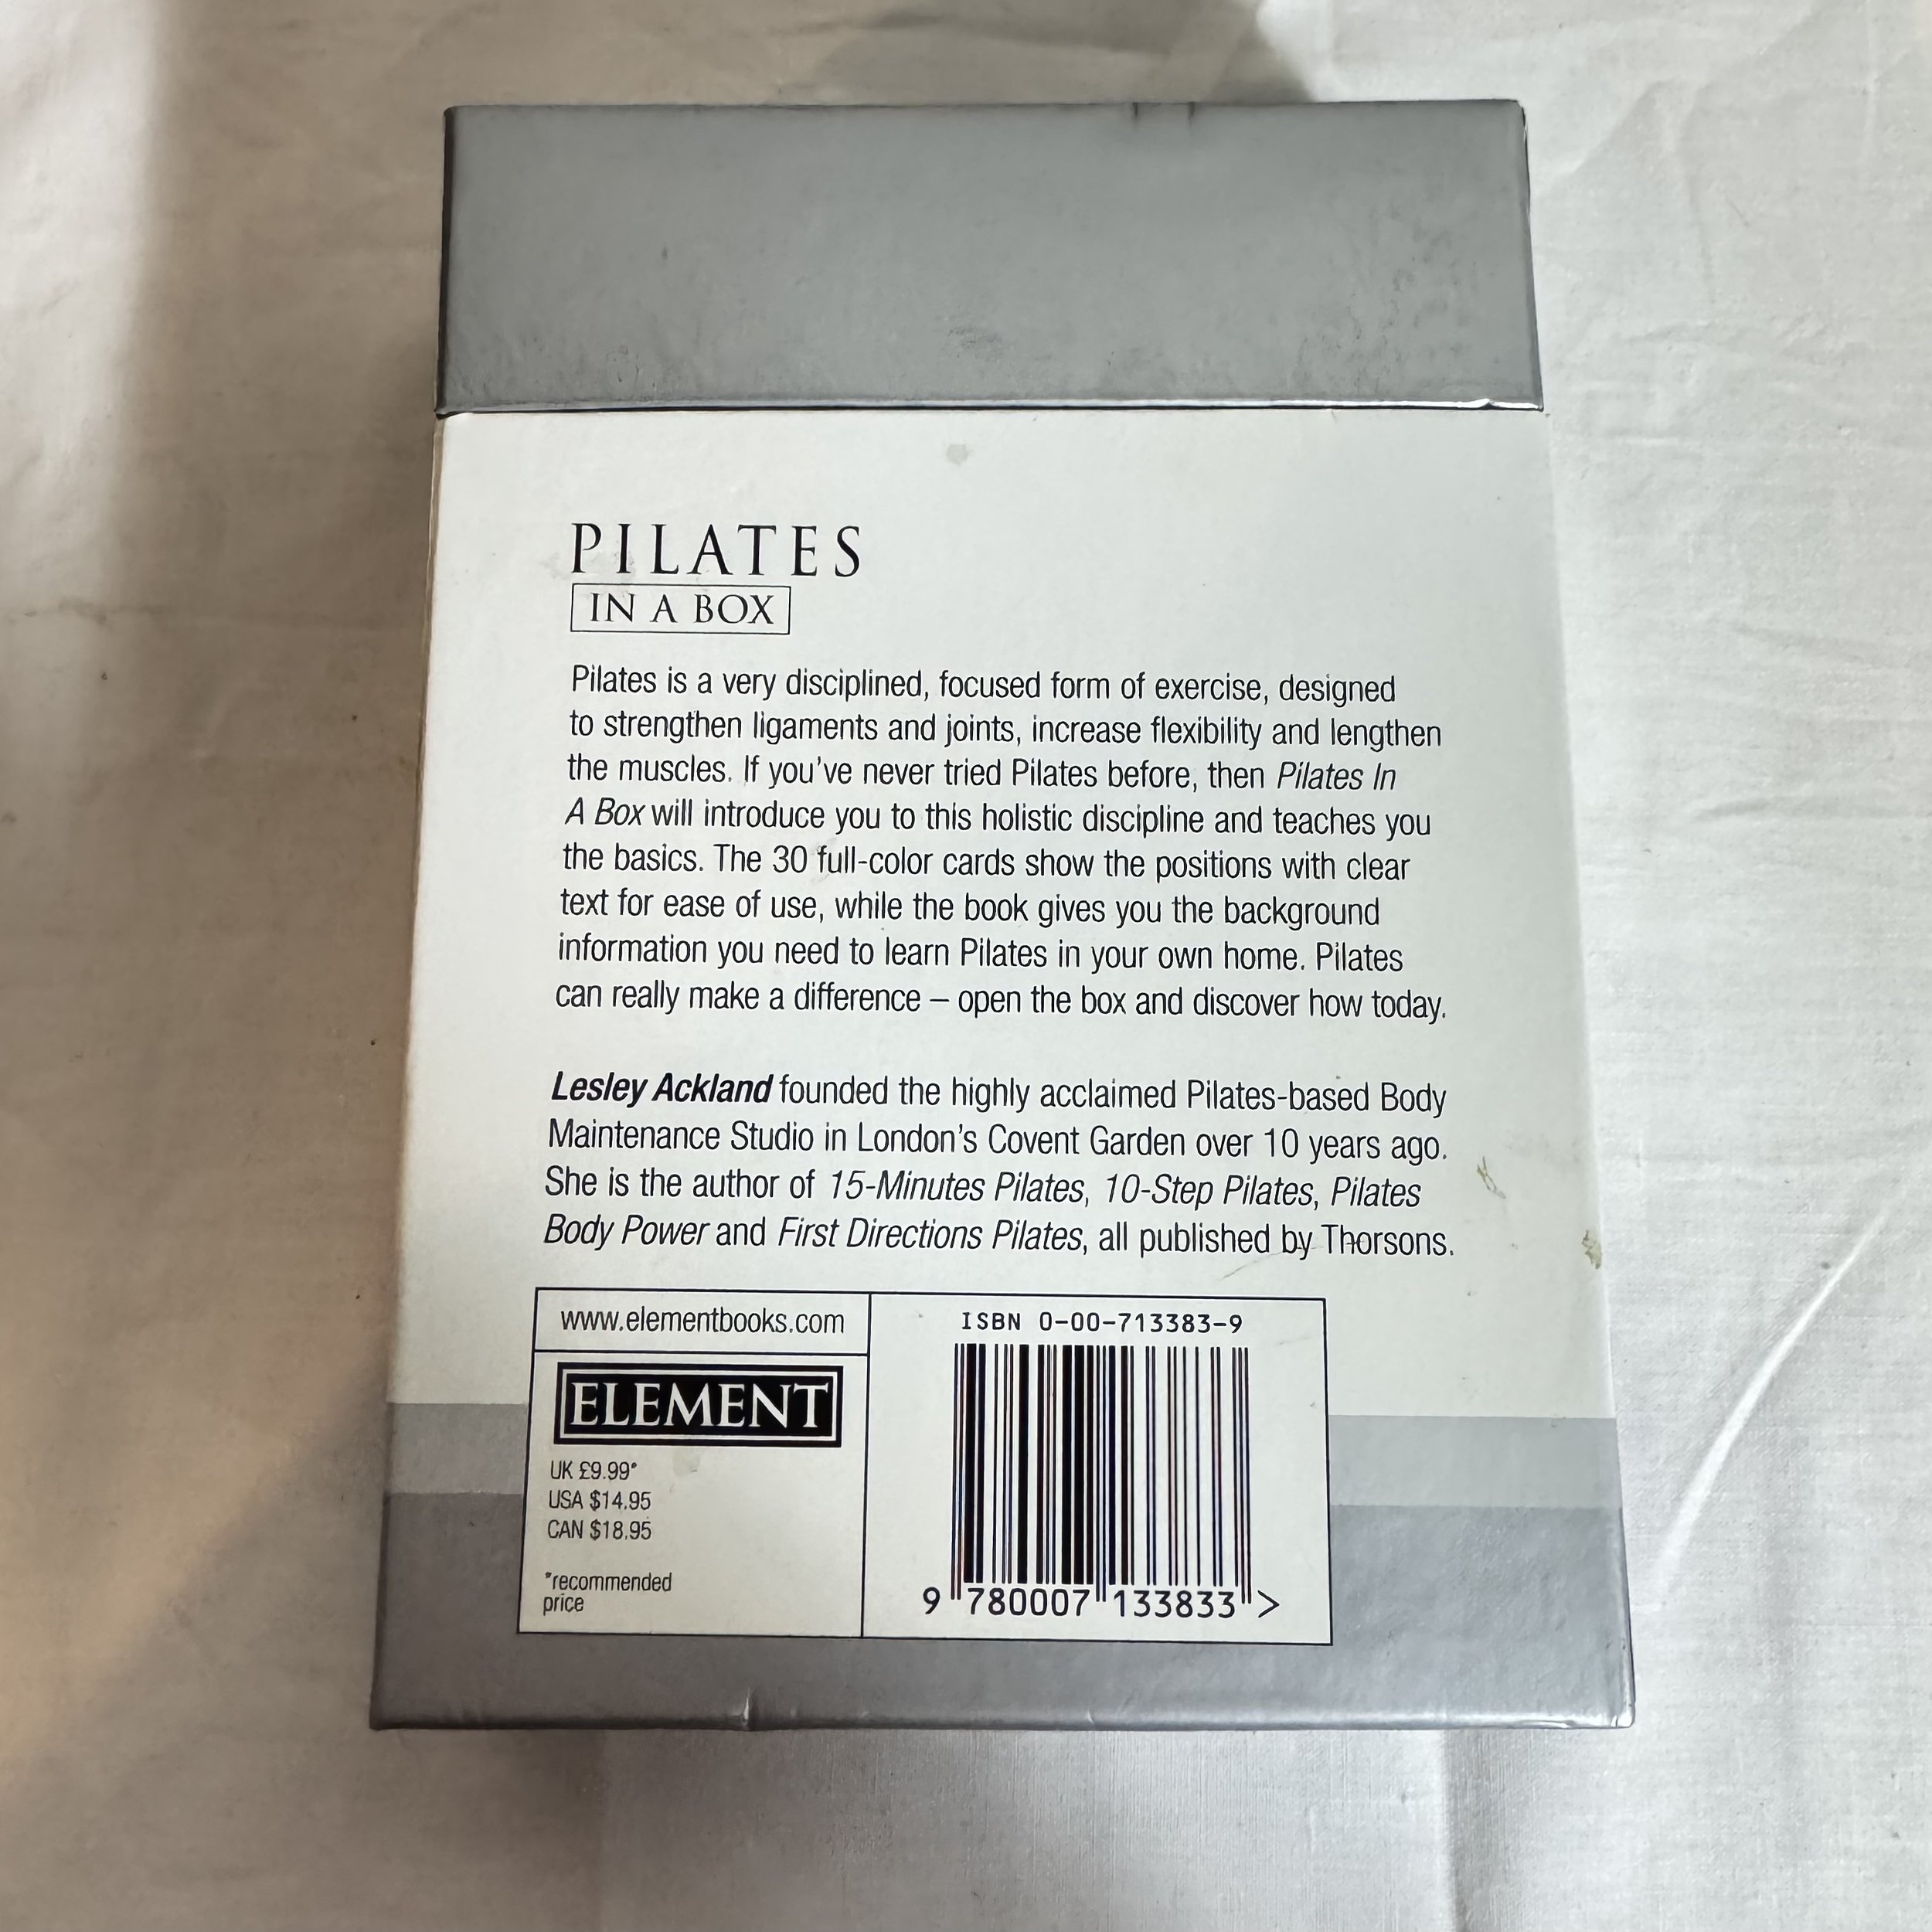 PILATES
IN A BOX
Pilates is a very disciplined, focused form of exercise, designed
to strengthen ligaments and joints, increase flexibility and lengthen
the muscles. If you've never tried Pilates before, then Pilates In
A Box will introduce you to this holistic discipline and teaches you
the basics. The 30 full-color cards show the positions with clear
text for ease of use, while the book gives you the background
information you need to learn Pilates in your own home. Pilates
can really make a difference – open the box and discover how today.
Lesley Ackland founded the highly acclaimed Pilates-based Body
Maintenance Studio in London's Covent Garden over 10 years ago.
She is the author of 15-Minutes Pilates, 10-Step Pilates, Pilates
Body Power and First Directions Pilates, all published by Thorsons.
www.elementbooks.com
ELEMENT
UK £9.99*
USA $14.95
CAN $18.95
*recommended
price
ISBN 0-00-713383-9
9 780007 133833 >